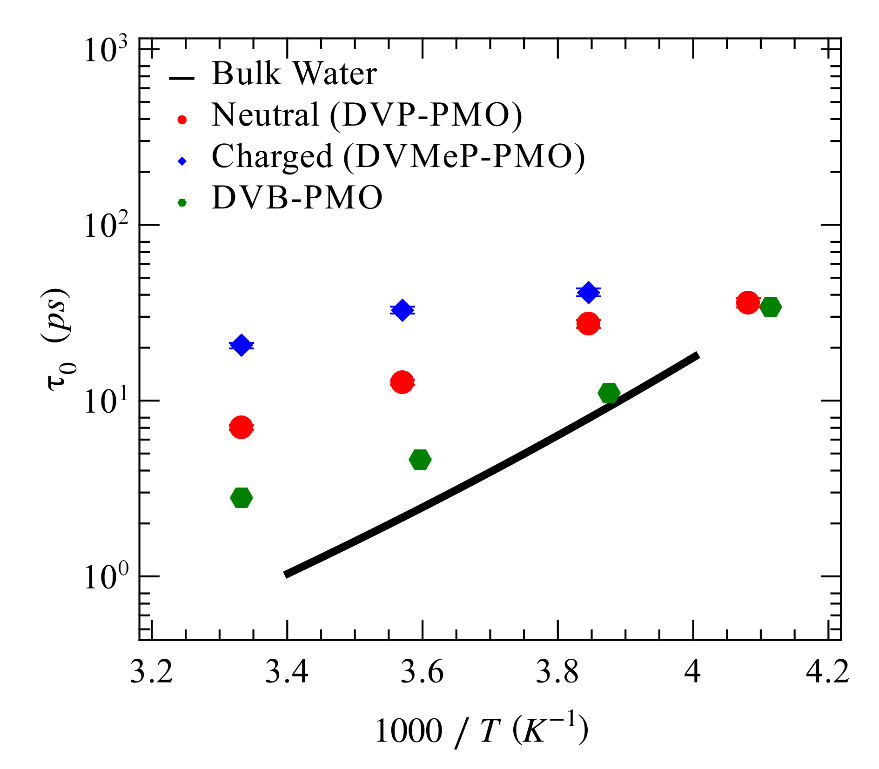 10³
Bulk Water
Neutral (DVP-PMO)
Charged (DVMeP-PMO)
DVB-PMO
10²
τ₀ (ps)
10¹
10⁰
3.2 3.4 3.6 3.8 4 4.2
1000 / T (K⁻¹)